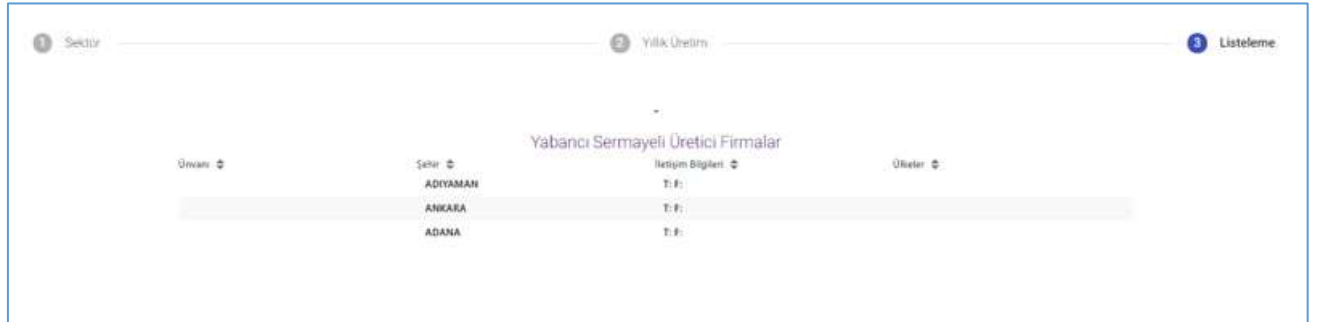 1 Sektör 2 Yıllık Üretim 3 Listeleme
-
Yabancı Sermayeli Üretici Firmalar
Ünvanı Şehir İletişim Bilgileri Ülkeler
ADIYAMAN T: F:
ANKARA T: F:
ADANA T: F: